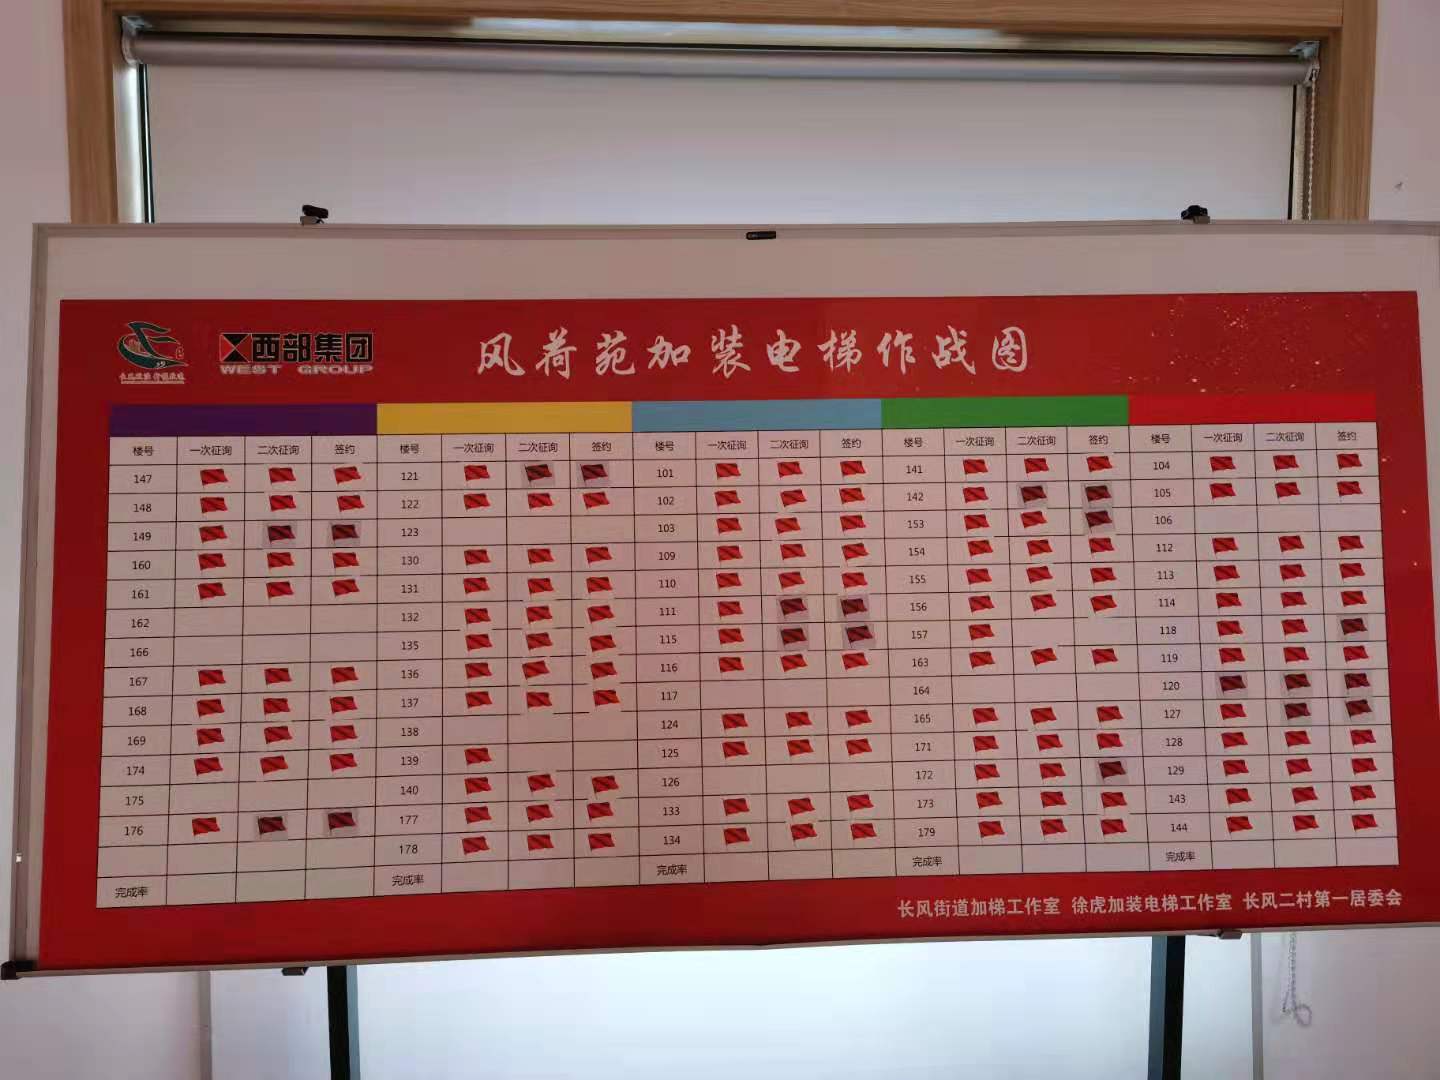 西部集团
WEST GROUP
风荷苑加装电梯作战图
楼号 一次征询 二次征询 签约 楼号 一次征询 二次征询 签约 楼号 一次征询 二次征询 签约 楼号 一次征询 二次征询 签约 楼号 一次征询 二次征询 签约
147 121 101 141 104
148 122 102 142 105
149 123 103 153 106
160 130 109 154 112
161 131 110 155 113
162 132 111 156 114
166 135 115 157 118
167 136 116 163 119
168 137 117 164 120
169 138 124 165 127
174 139 125 171 128
175 140 126 172 129
176 177 133 173 143
178 134 179 144
完成率 完成率 完成率 完成率 完成率
长风街道加梯工作室 徐虎加装电梯工作室 长风二村第一居委会